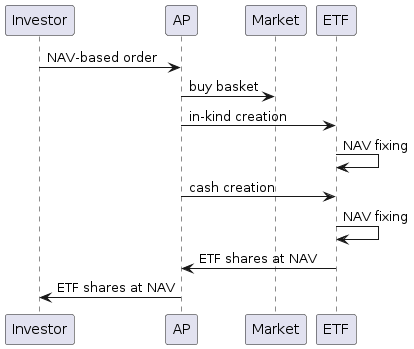 Investor AP Market ETF
NAV-based order
buy basket
in-kind creation
NAV fixing
cash creation
NAV fixing
ETF shares at NAV
ETF shares at NAV
Investor AP Market ETF